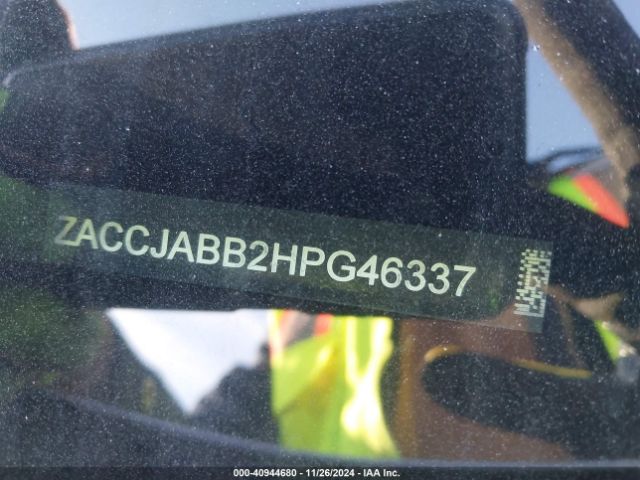 ZACCJABB2HPG46337
000-40944680 - 11/26/2024 - IAA Inc.